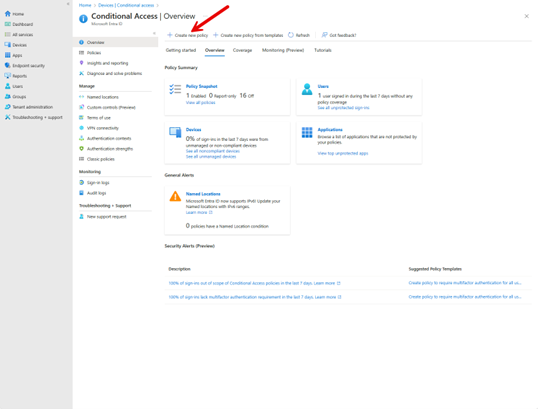 Home
Dashboard
All services
Devices
Apps
Endpoint security
Reports
Users
Groups
Tenant administration
Troubleshooting + support
Home > Devices | Conditional access >
Conditional Access | Overview
Microsoft Entra ID
Overview
Policies
Insights and reporting
Diagnose and solve problems
Manage
Named locations
Custom controls (Preview)
Terms of use
VPN connectivity
Authentication contexts
Authentication strengths
Classic policies
Monitoring
Sign-in logs
Audit logs
Troubleshooting + Support
New support request
Create new policy
Create new policy from templates
Refresh
Got feedback?
Getting started
Overview
Coverage
Monitoring (Preview)
Tutorials
Policy Summary
Policy Snapshot
1 Enabled 0 Report-only 16 Off
View all policies
Users
1 user signed in during the last 7 days without any
policy coverage
See all unprotected sign-ins
Devices
0% of sign-ins in the last 7 days were from
unmanaged or non-compliant devices
See all noncompliant devices
See all unmanaged devices
Applications
Browse a list of applications that are not protected by
your policies.
View top unprotected apps
General Alerts
Named Locations
Microsoft Entra ID now supports IPv6! Update your
Named locations with IPv6 ranges.
Learn more
0 policies have a Named Location condition
Security Alerts (Preview)
Description
Suggested Policy Templates
100% of sign-ins out of scope of Conditional Access policies in the last 7 days. Learn more
Create policy to require multifactor authentication for all us...
100% of sign-ins lack multifactor authentication requirement in the last 7 days. Learn more
Create policy to require multifactor authentication for all us...